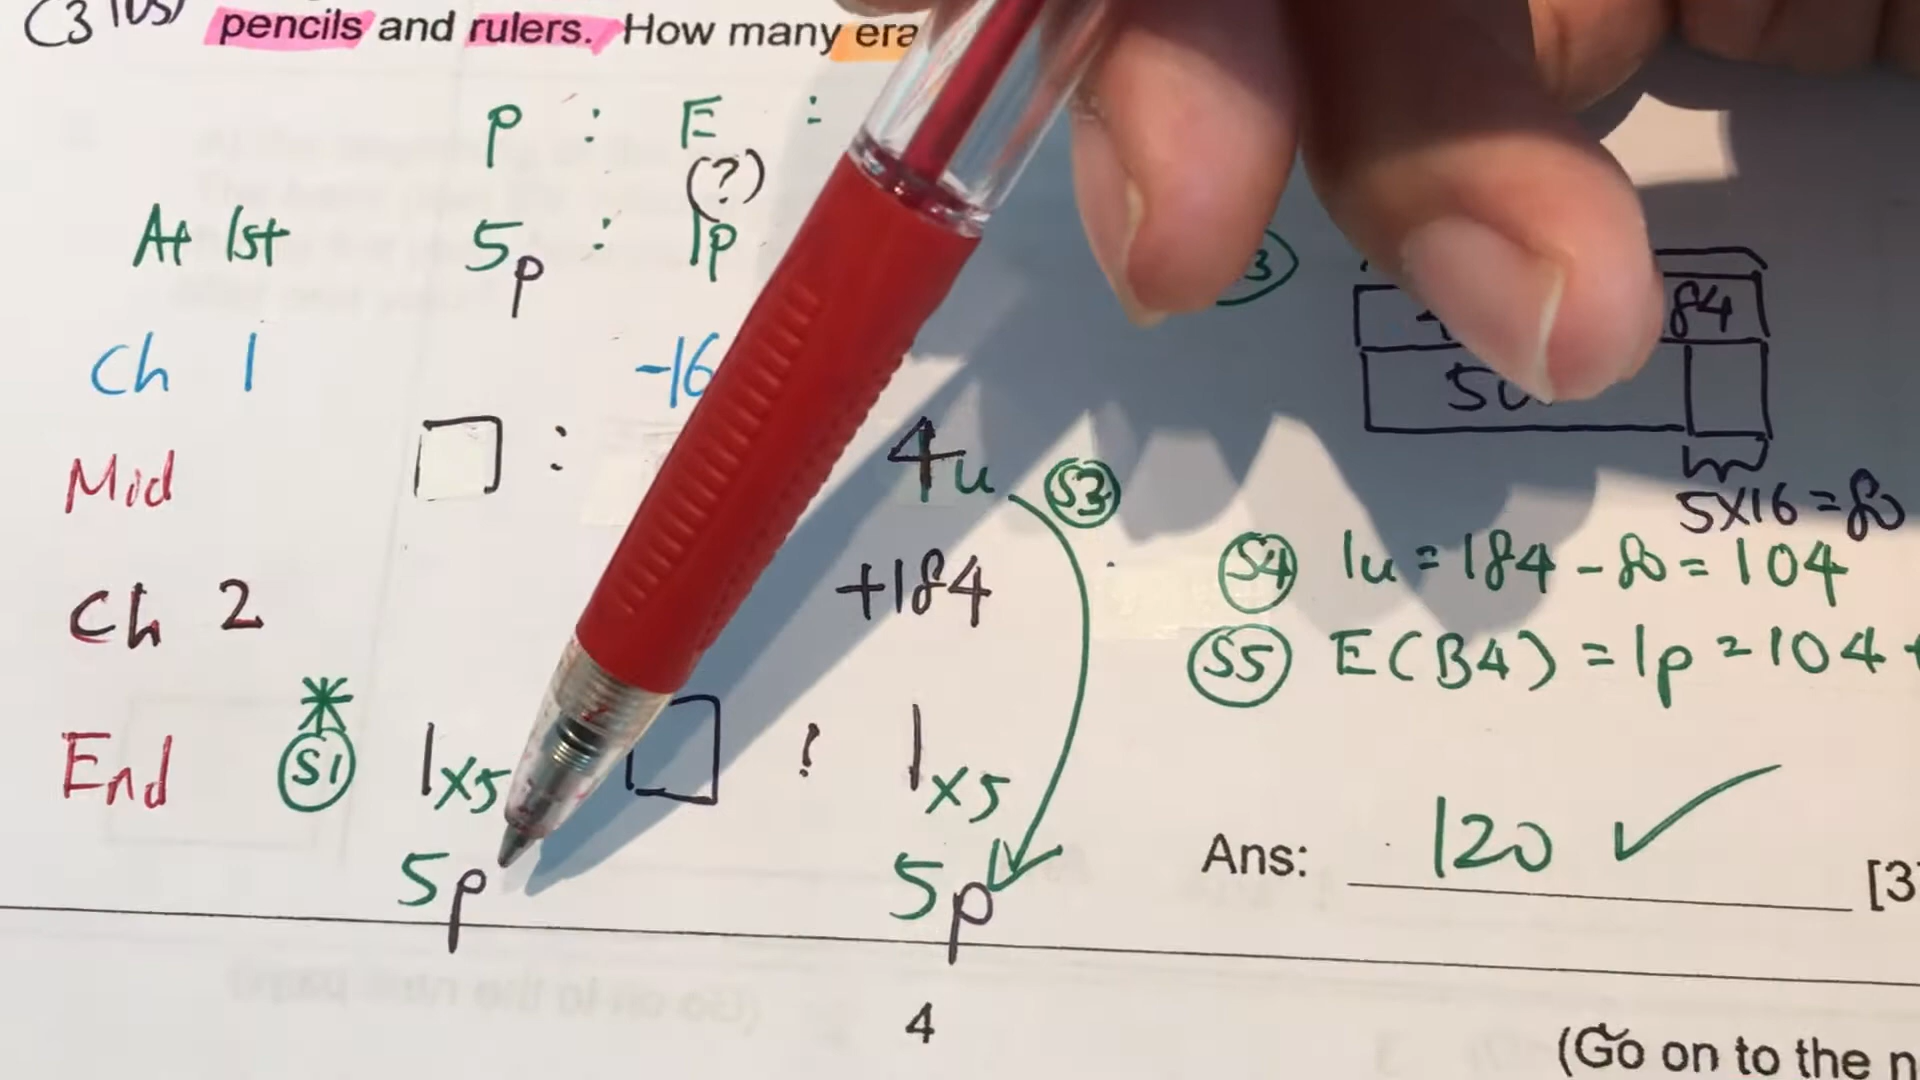 pencils and rulers. How many era
p : E :
(?)
At 1st 5p : 1p
Ch 1 -16
Mid : 4u S3
Ch 2 +184
End S1 1x5 : 1x5
5p 5p
84
5u
5X16 = 80
S4 1u = 184 - 80 = 104
S5 E(B4) = 1p = 104 +
Ans: 120 ✓ [3
4
(Go on to the n